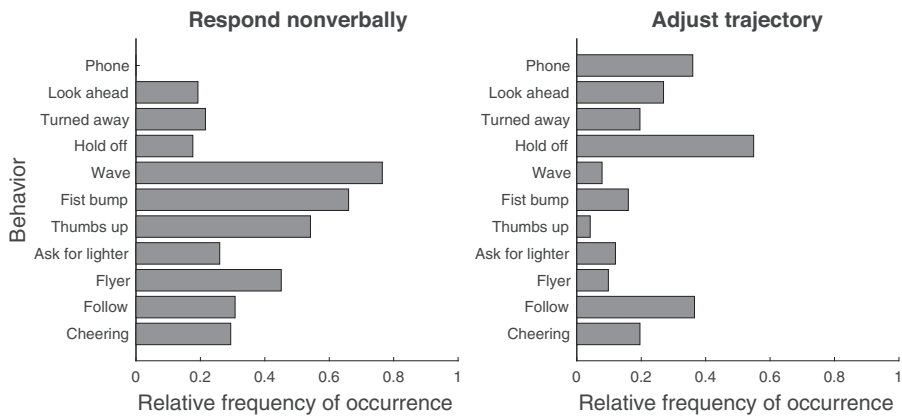 Respond nonverbally
Phone
Look ahead
Turned away
Hold off
Wave
Fist bump
Thumbs up
Ask for lighter
Flyer
Follow
Cheering
Behavior
0 0.2 0.4 0.6 0.8 1
Relative frequency of occurrence
Adjust trajectory
Phone
Look ahead
Turned away
Hold off
Wave
Fist bump
Thumbs up
Ask for lighter
Flyer
Follow
Cheering
0 0.2 0.4 0.6 0.8 1
Relative frequency of occurrence